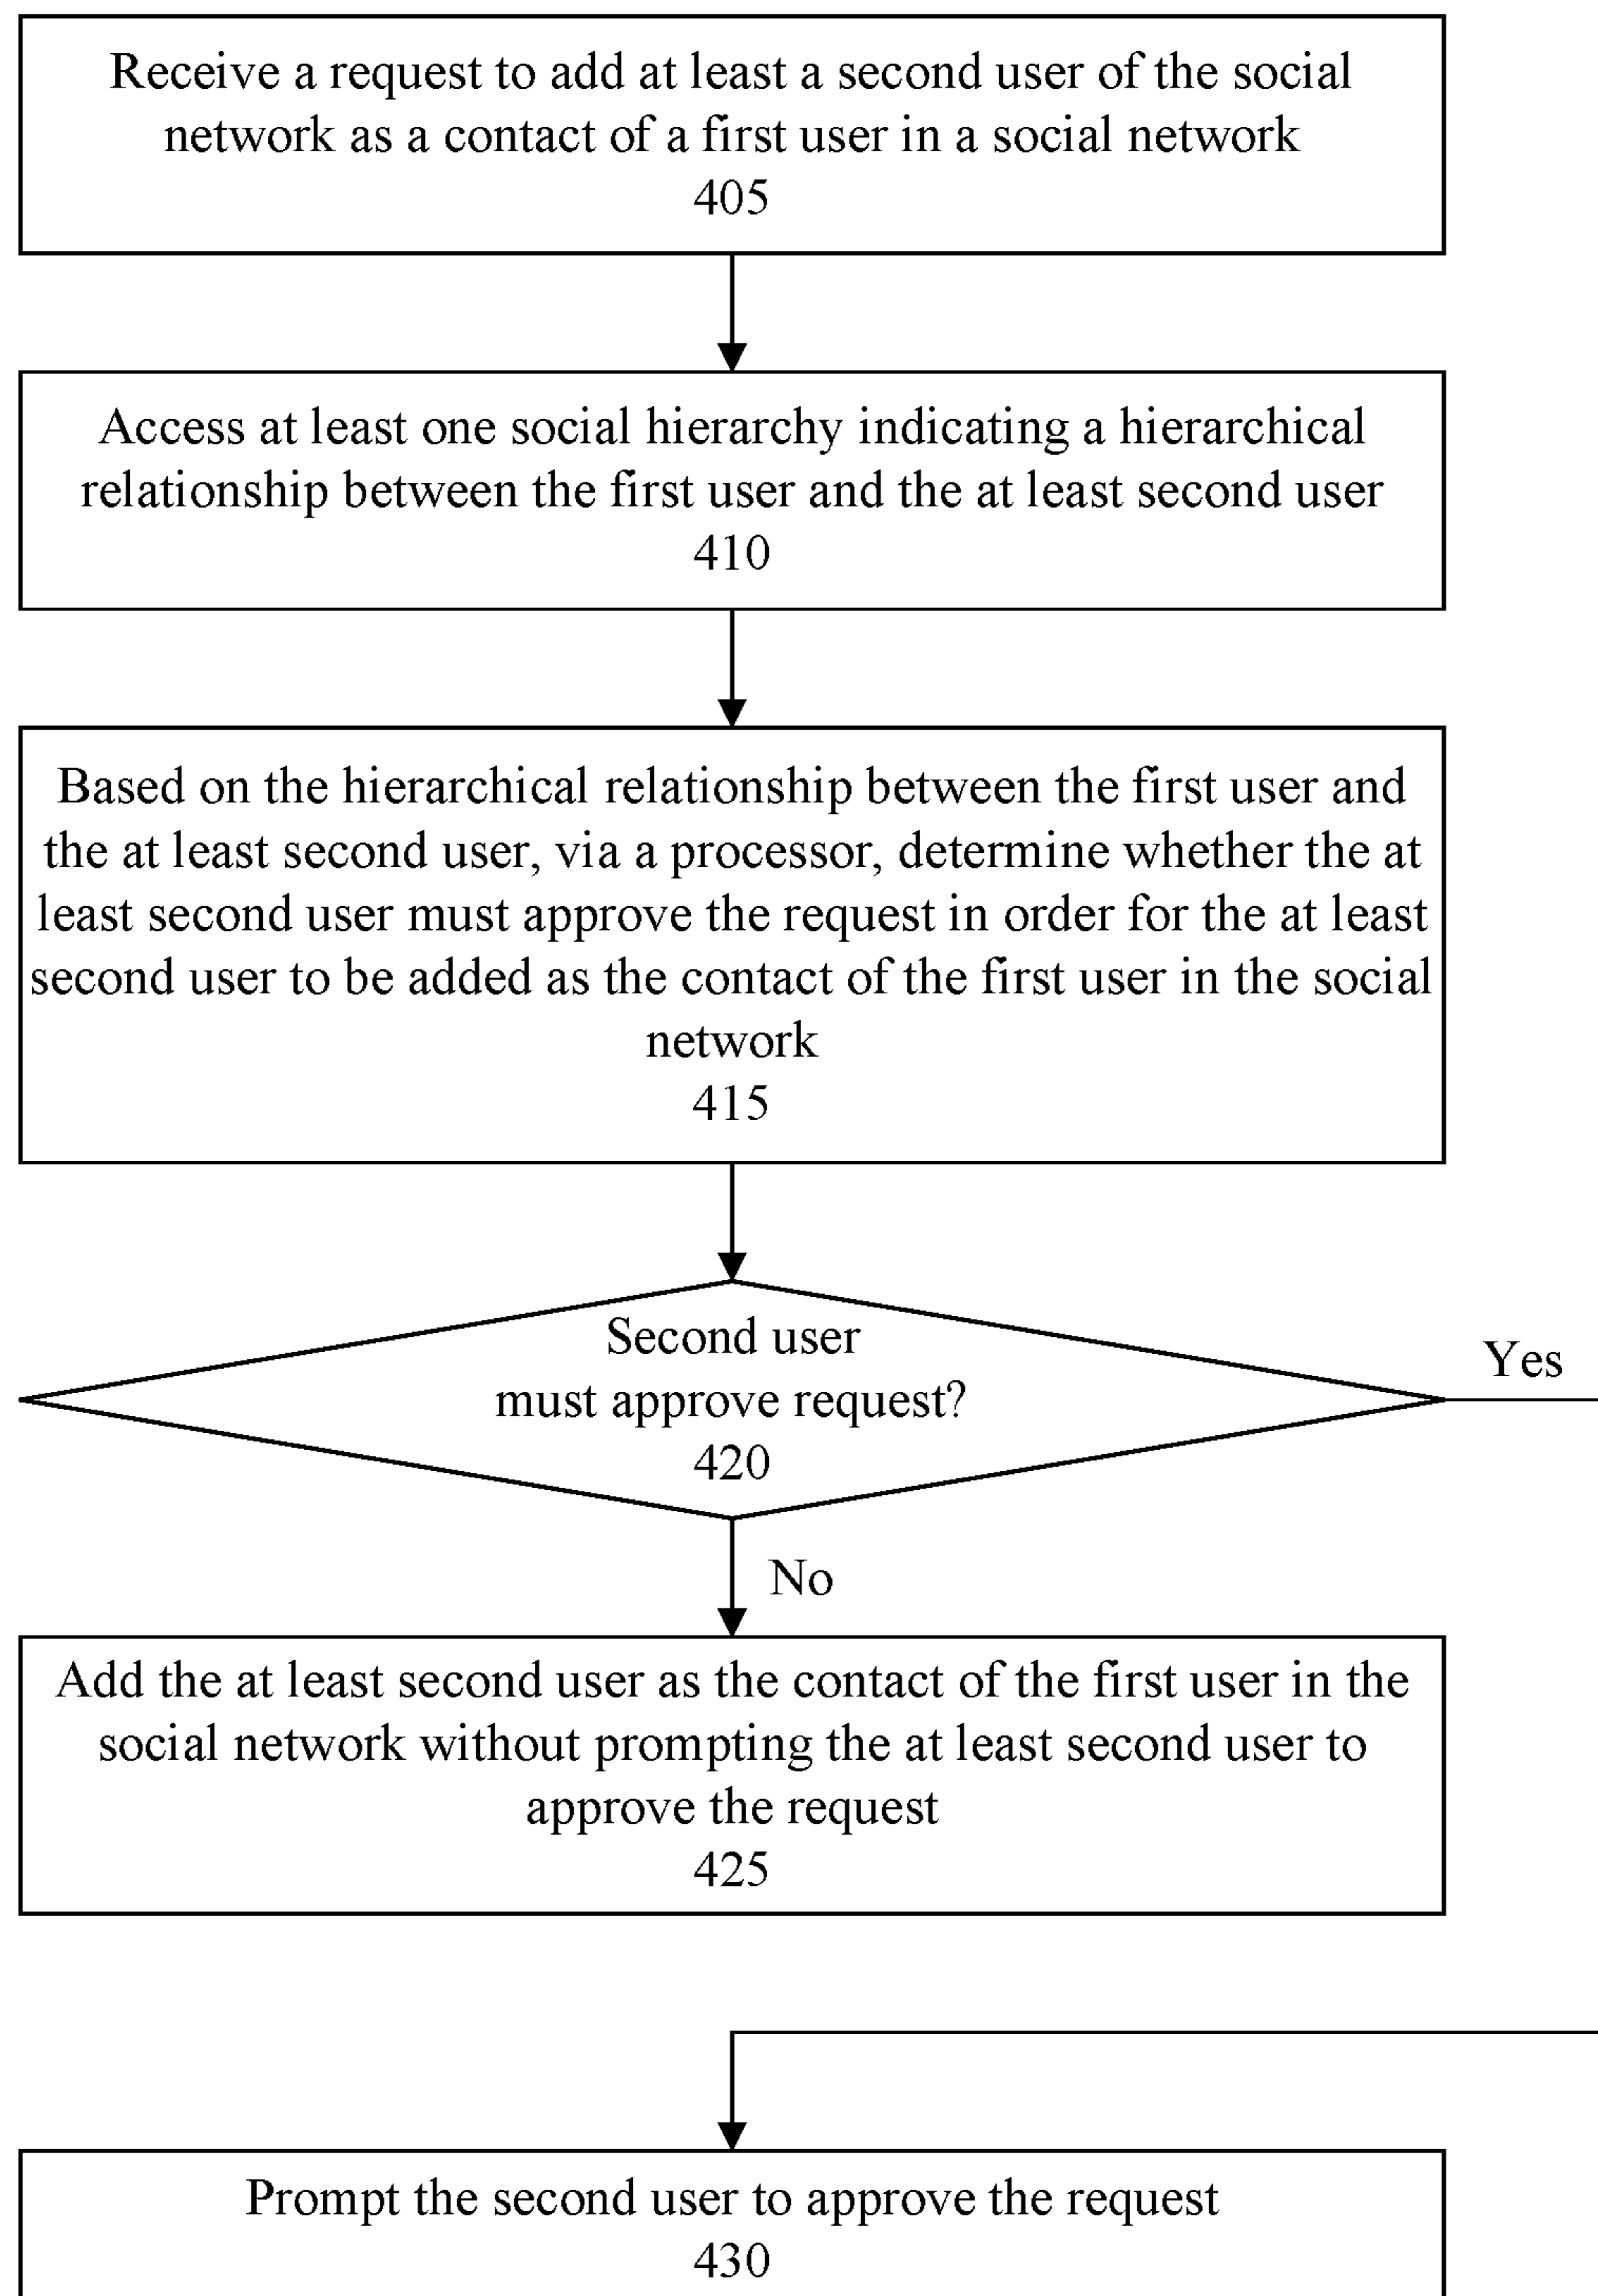 Receive a request to add at least a second user of the social
network as a contact of a first user in a social network
405
Access at least one social hierarchy indicating a hierarchical
relationship between the first user and the at least second user
410
Based on the hierarchical relationship between the first user and
the at least second user, via a processor, determine whether the at
least second user must approve the request in order for the at least
second user to be added as the contact of the first user in the social
network
415
Second user
must approve request?
420
Yes
No
Add the at least second user as the contact of the first user in the
social network without prompting the at least second user to
approve the request
425
Prompt the second user to approve the request
430